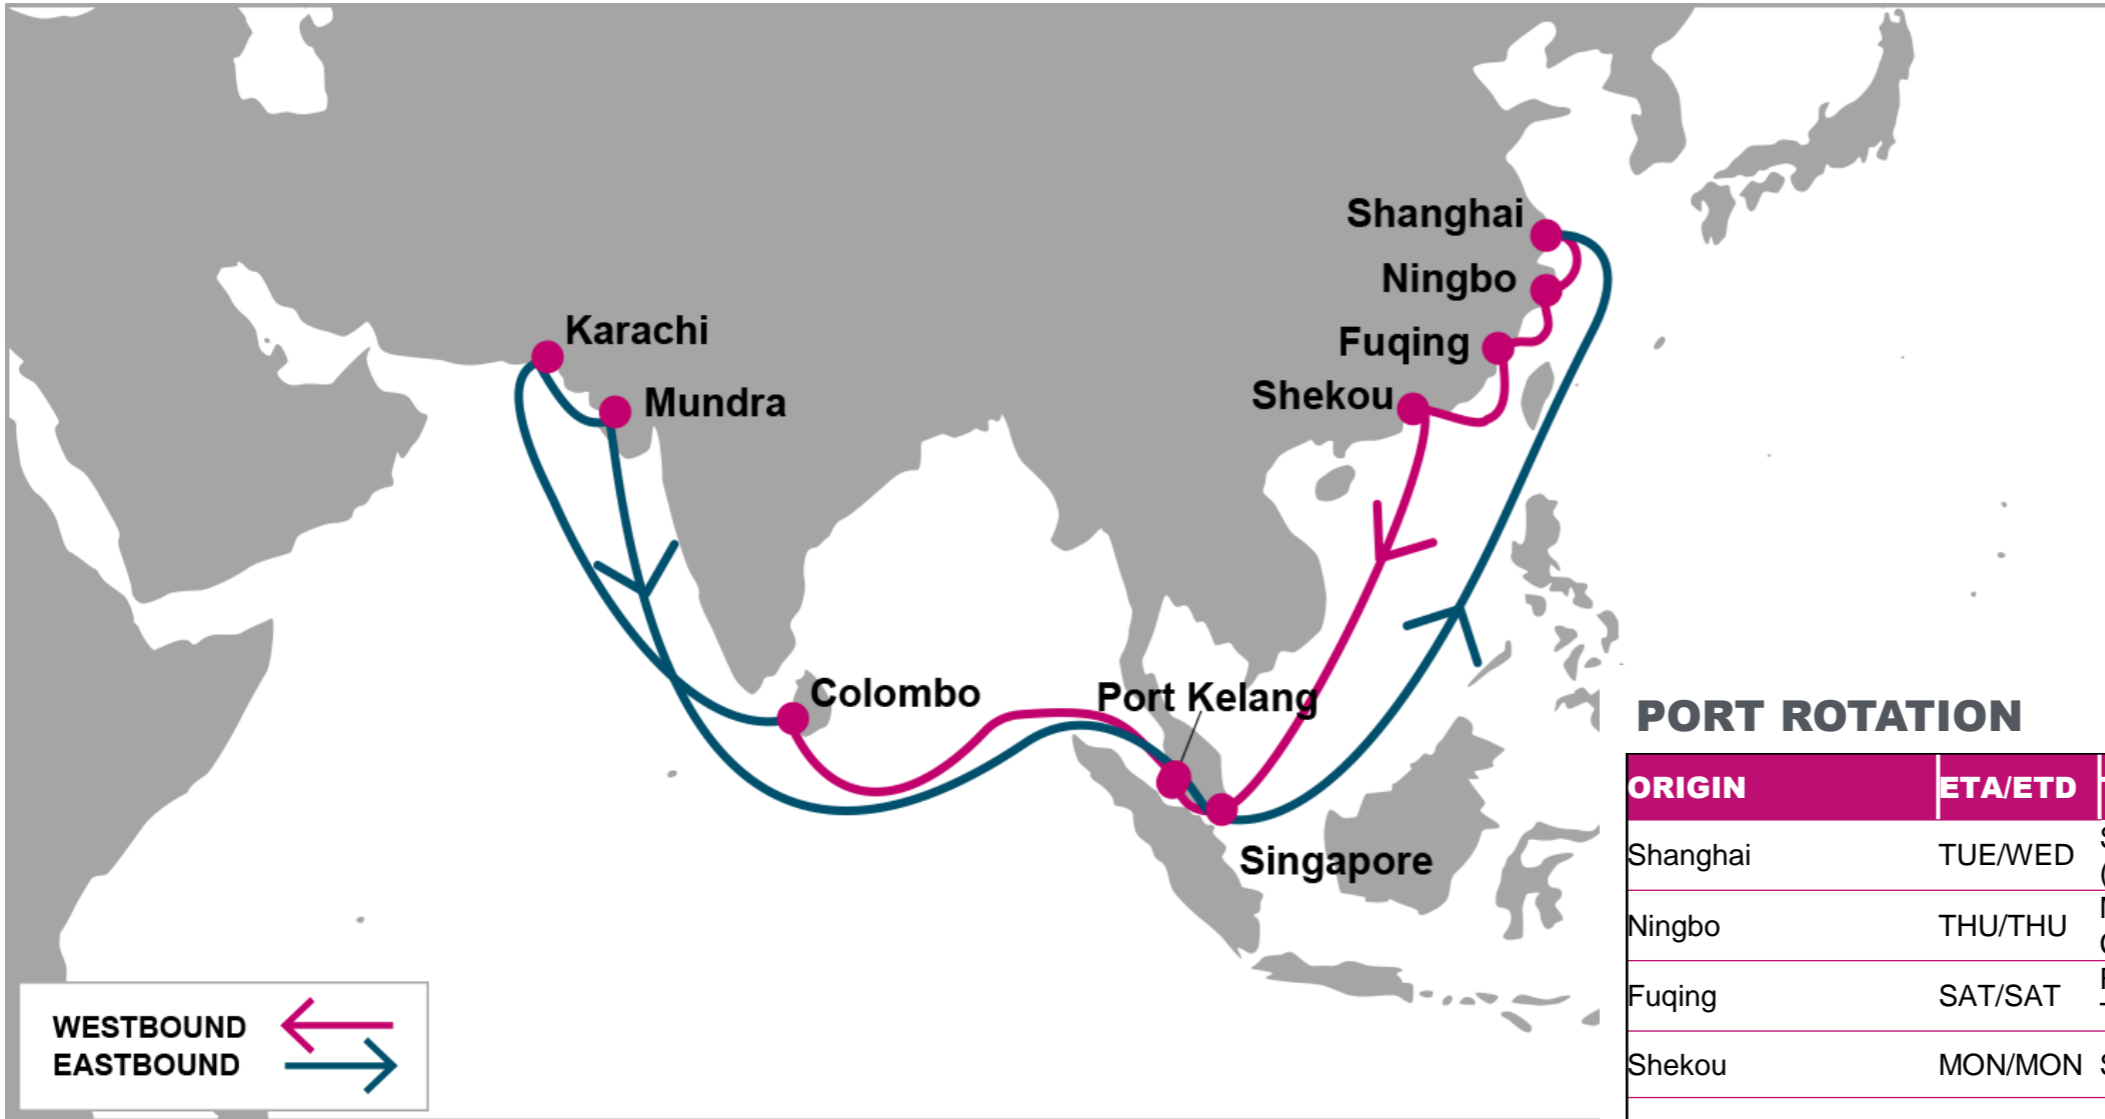 Shanghai
Ningbo
Fuqing
Shekou
Karachi
Mundra
Colombo
Port Kelang
Singapore
WESTBOUND
EASTBOUND
PORT ROTATION
ORIGIN ETA/ETD
Shanghai TUE/WED
Ningbo THU/THU
Fuqing SAT/SAT
Shekou MON/MON